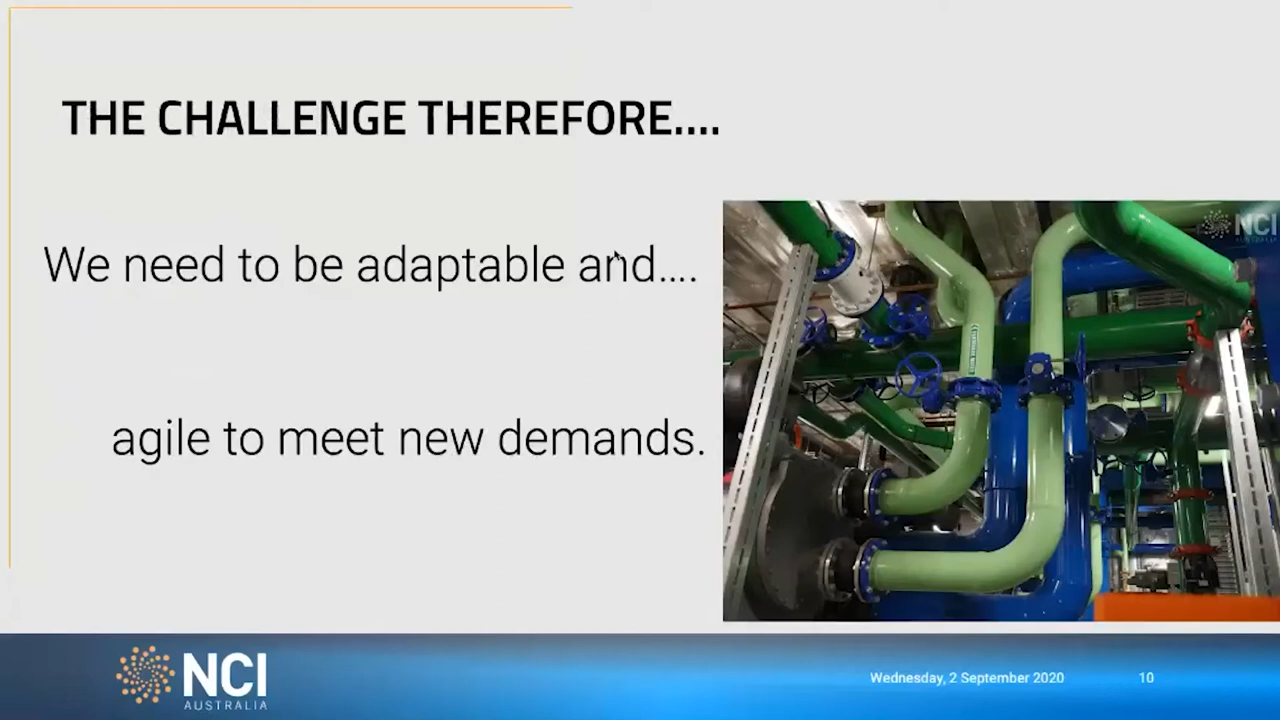 THE CHALLENGE THEREFORE....
We need to be adaptable and....
agile to meet new demands.
NCI
AUSTRALIA
NCI
AUSTRALIA
Wednesday, 2 September 2020
10